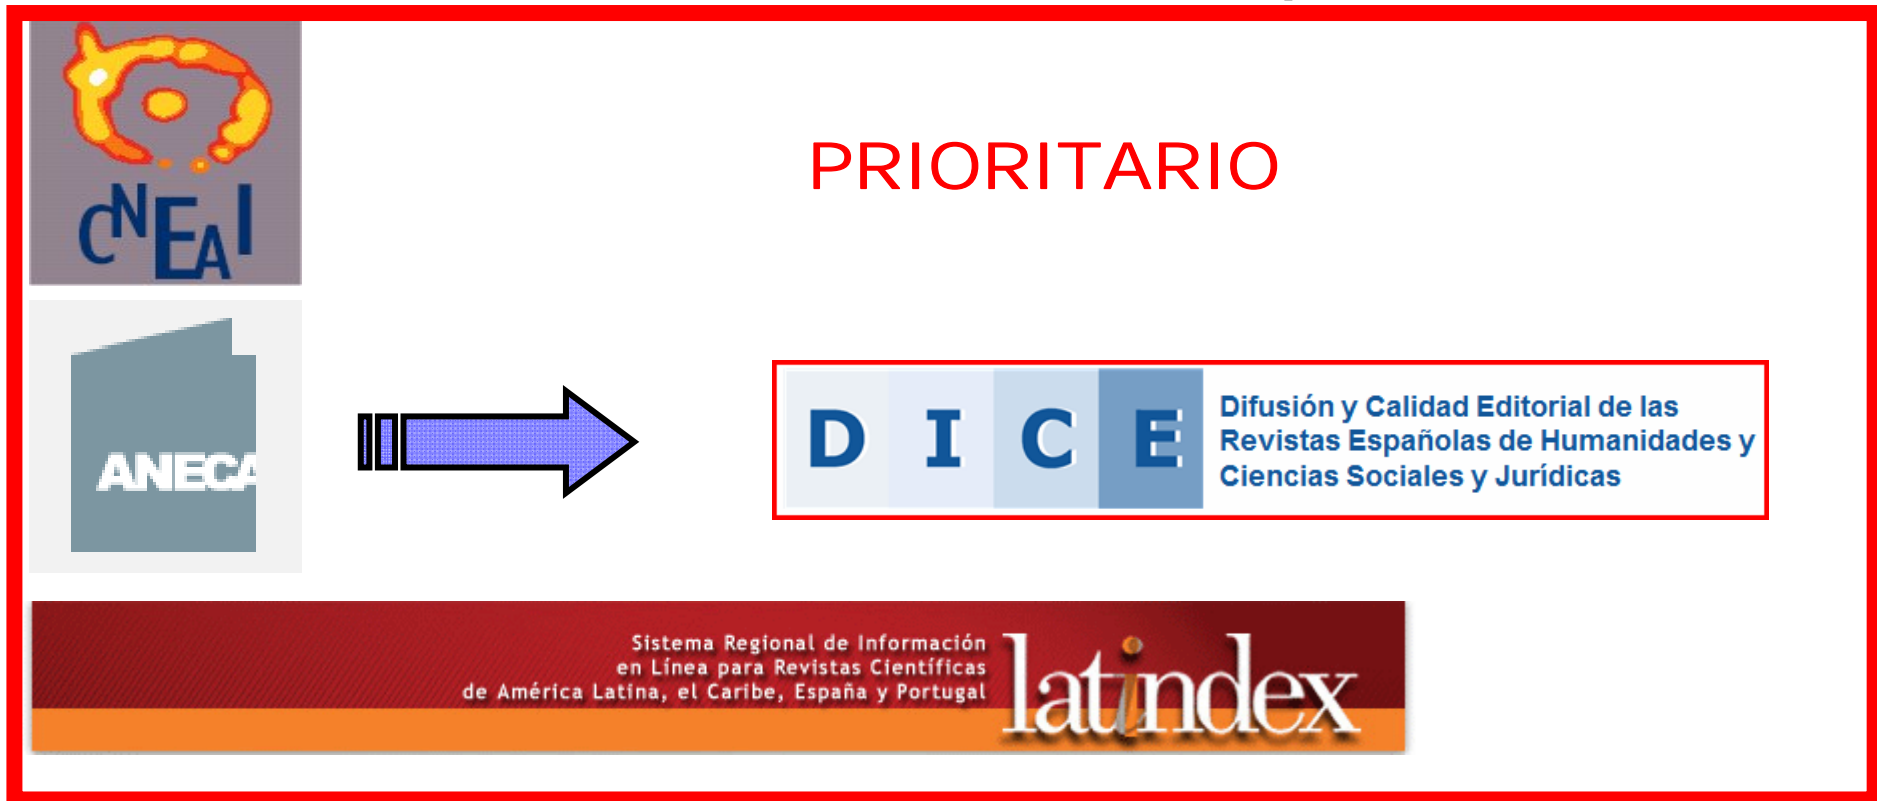 CNEAI
PRIORITARIO
ANECA
D I C E
Difusión y Calidad Editorial de las
Revistas Españolas de Humanidades y
Ciencias Sociales y Jurídicas
Sistema Regional de Información
en Línea para Revistas Científicas
de América Latina, el Caribe, España y Portugal
latindex